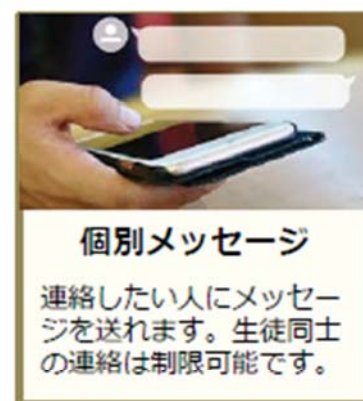 個別メッセージ
連絡したい人にメッセー
ジを送れます。生徒同士
の連絡は制限可能です。